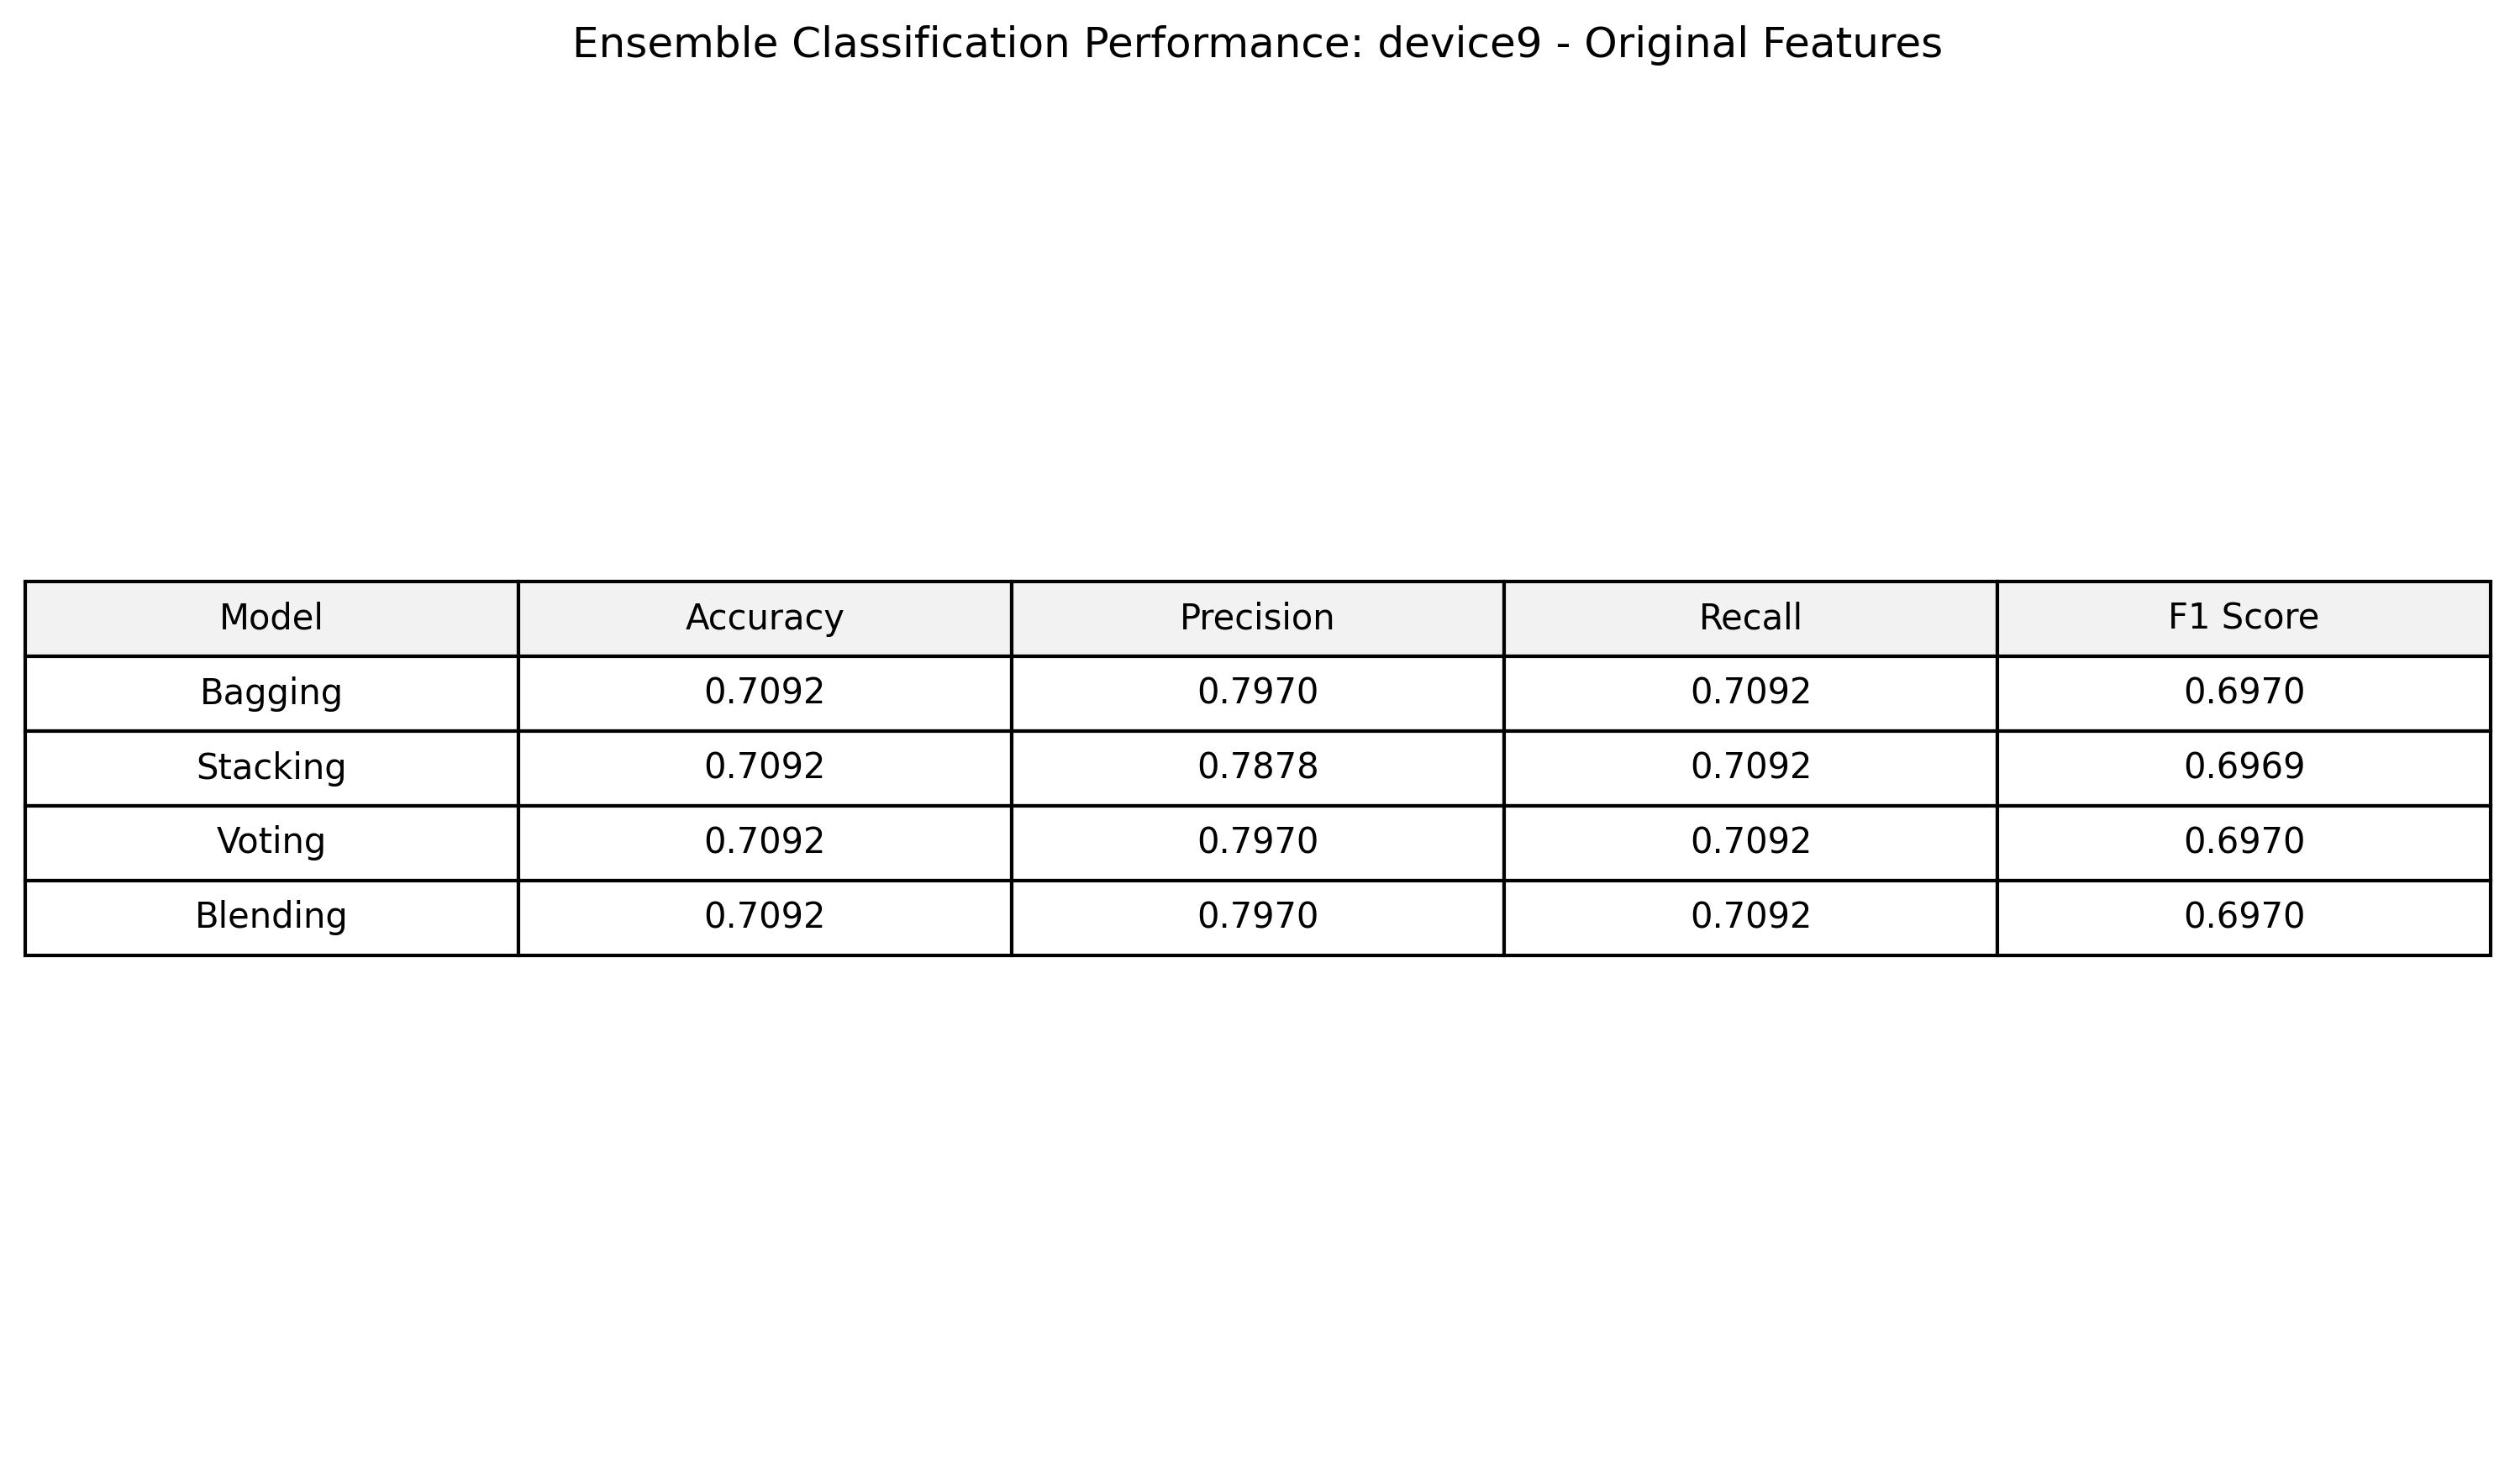 Ensemble Classification Performance: device9 - Original Features
Model Accuracy Precision Recall F1 Score
Bagging 0.7092 0.7970 0.7092 0.6970
Stacking 0.7092 0.7878 0.7092 0.6969
Voting 0.7092 0.7970 0.7092 0.6970
Blending 0.7092 0.7970 0.7092 0.6970